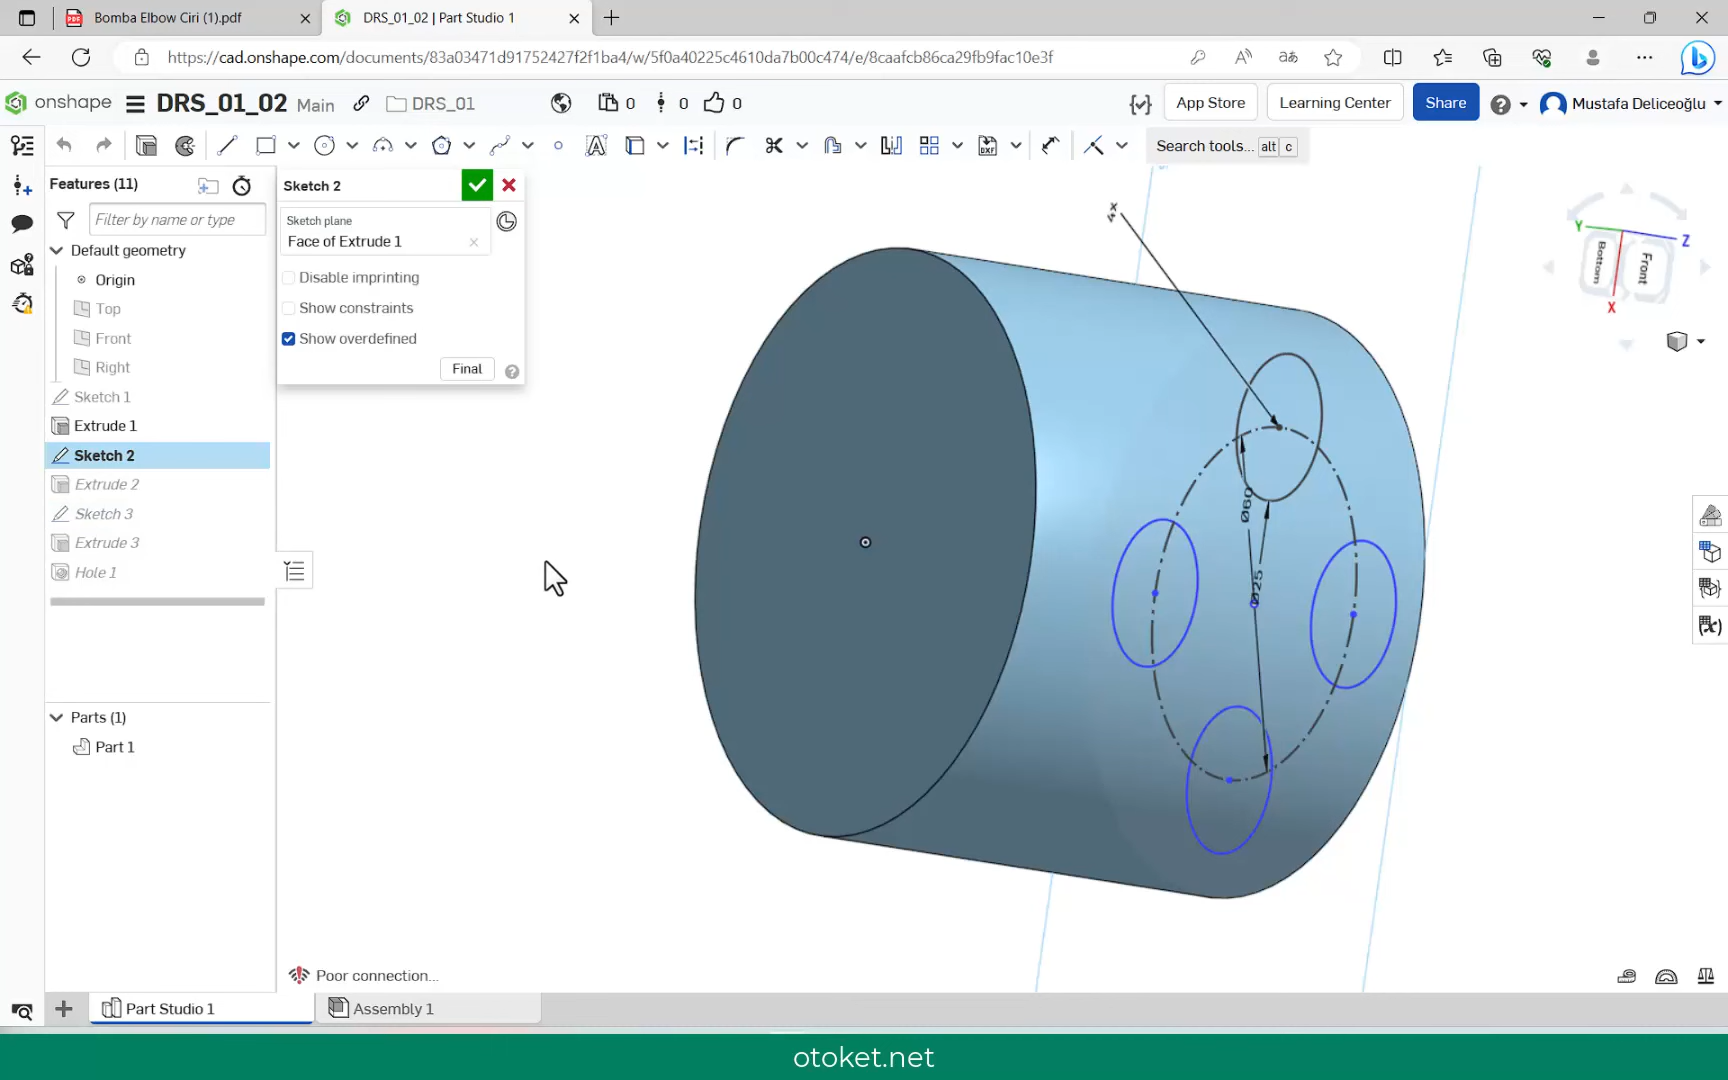 Bomba Elbow Ciri (1).pdf
DRS_01_02 | Part Studio 1
https://cad.onshape.com/documents/83a03471d91752427f2f1ba4/w/5f0a40225c4610da7b00c474/e/8caafcb86ca29fb9fac10e3f
onshape DRS_01_02 Main DRS_01 0 0 0 App Store Learning Center Share Mustafa Deliceoğlu
Search tools... alt c
Features (11)
Filter by name or type
Default geometry
Origin
Top
Front
Right
Sketch 1
Extrude 1
Sketch 2
Extrude 2
Sketch 3
Extrude 3
Hole 1
Parts (1)
Part 1
Sketch 2
Sketch plane
Face of Extrude 1
Disable imprinting
Show constraints
Show overdefined
Final
Ø60
Ø25
Y
Z
X
Bottom
Front
Poor connection...
Part Studio 1
Assembly 1
otoket.net